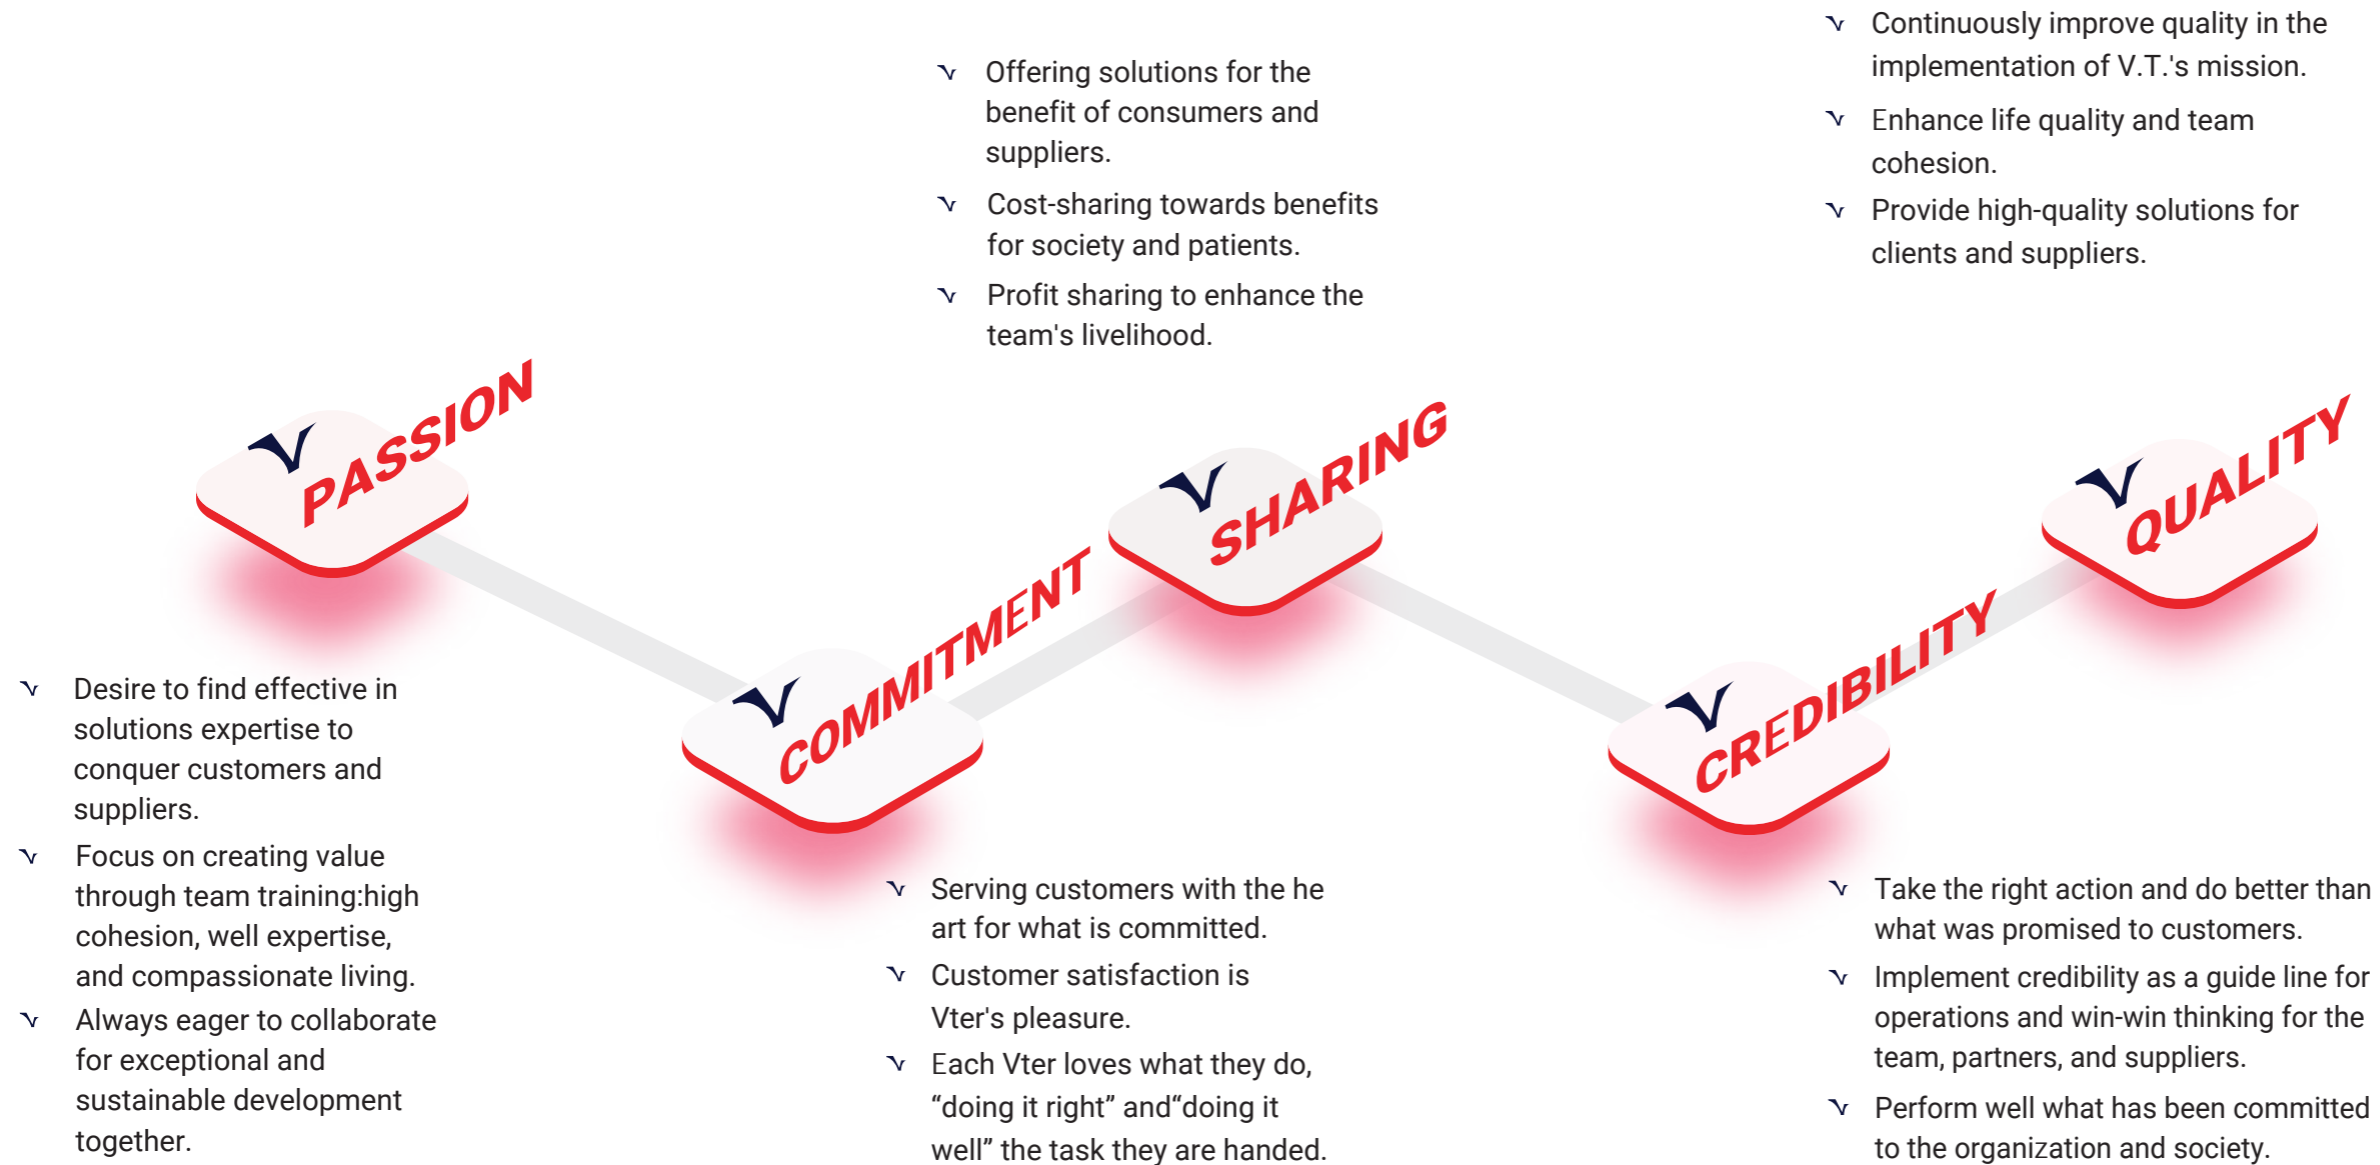 PASSION
Desire to find effective in
solutions expertise to
conquer customers and
suppliers.
Focus on creating value
through team training:high
cohesion, well expertise,
and compassionate living.
Always eager to collaborate
for exceptional and
sustainable development
together.
COMMITMENT
Serving customers with the he
art for what is committed.
Customer satisfaction is
Vter's pleasure.
Each Vter loves what they do,
“doing it right” and“doing it
well” the task they are handed.
Offering solutions for the
benefit of consumers and
suppliers.
Cost-sharing towards benefits
for society and patients.
Profit sharing to enhance the
team's livelihood.
SHARING
CREDIBILITY
Take the right action and do better than
what was promised to customers.
Implement credibility as a guide line for
operations and win-win thinking for the
team, partners, and suppliers.
Perform well what has been committed
to the organization and society.
Continuously improve quality in the
implementation of V.T.'s mission.
Enhance life quality and team
cohesion.
Provide high-quality solutions for
clients and suppliers.
QUALITY